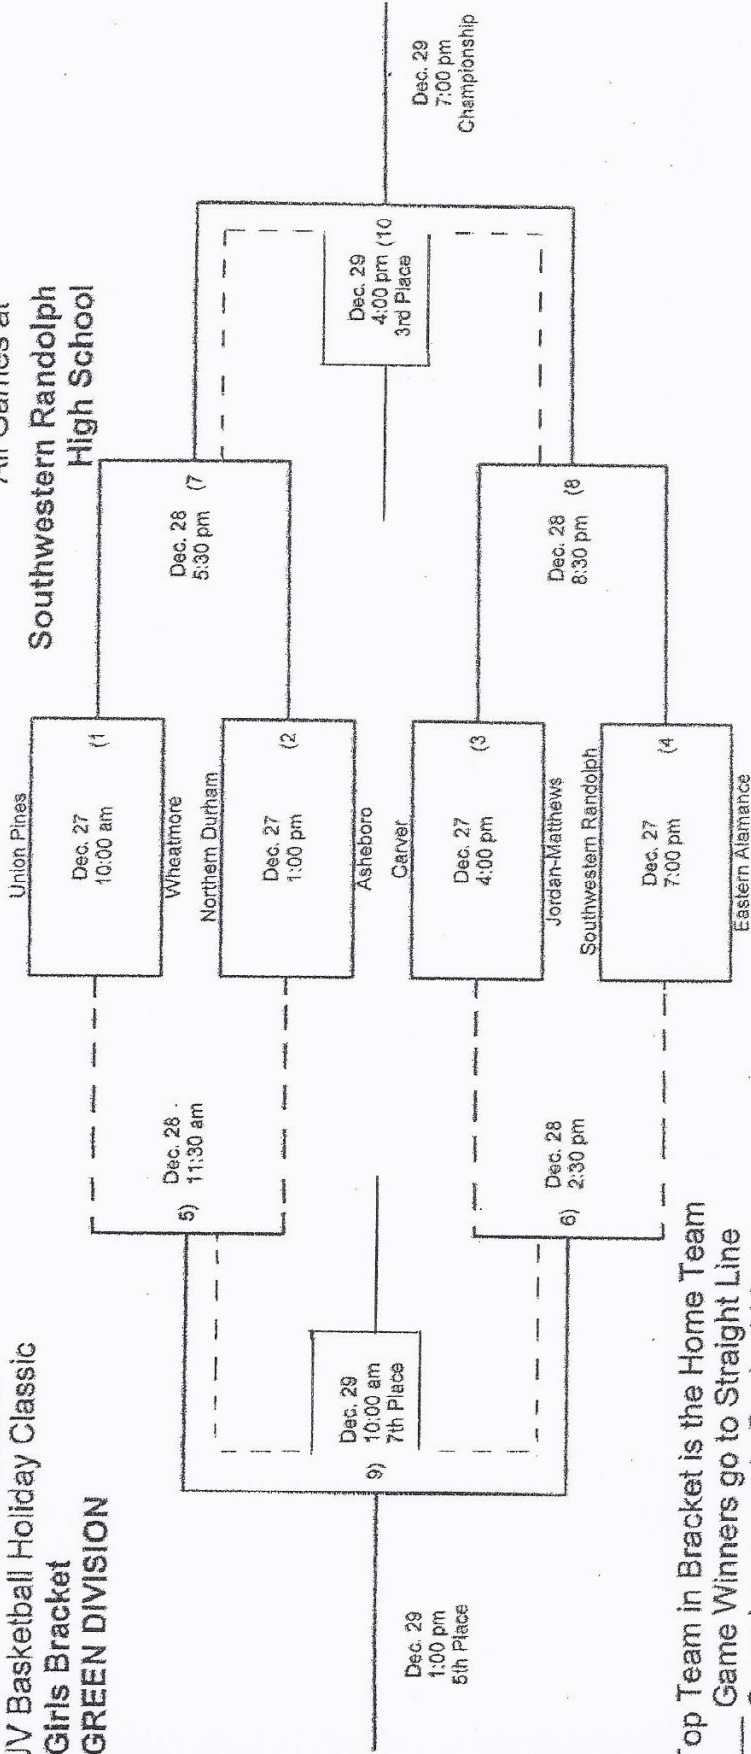 JV Basketball Holiday Classic
Girls Bracket
GREEN DIVISION
Southwestern Randolph
High School
Union Pines
Dec. 27
10:00 am
(1
Wheatmore
Northern Durham
Dec. 27
1:00 pm
(2
Asheboro
Carver
Dec. 27
4:00 pm
(3
Jordan-Matthews
Southwestern Randolph
Dec. 27
7:00 pm
(4
Eastern Alamance
Dec. 28
11:30 am
5)
Dec. 28
2:30 pm
6)
Dec. 28
5:30 pm
(7
Dec. 28
8:30 pm
(8
Dec. 29
10:00 am
7th Place
9)
Dec. 29
1:00 pm
5th Place
Dec. 29
4:00 pm (10
3rd Place
Dec. 29
7:00 pm
Championship
Top Team in Bracket is the Home Team
Game Winners go to Straight Line